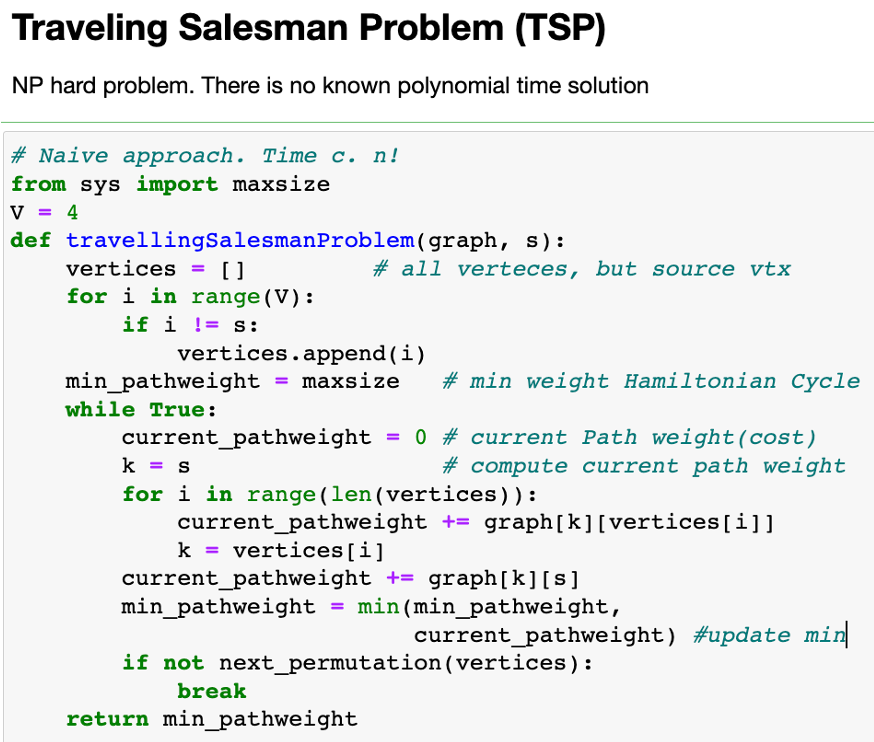 Traveling Salesman Problem (TSP)
NP hard problem. There is no known polynomial time solution
# Naive approach. Time c. n!
from sys import maxsize
V = 4
def travellingSalesmanProblem(graph, s):
    vertices = []         # all verteces, but source vtx
    for i in range(V):
        if i != s:
            vertices.append(i)
    min_pathweight = maxsize   # min weight Hamiltonian Cycle
    while True:
        current_pathweight = 0 # current Path weight(cost)
        k = s                  # compute current path weight
        for i in range(len(vertices)):
            current_pathweight += graph[k][vertices[i]]
            k = vertices[i]
        current_pathweight += graph[k][s]
        min_pathweight = min(min_pathweight,
                             current_pathweight) #update min
        if not next_permutation(vertices):
            break
    return min_pathweight